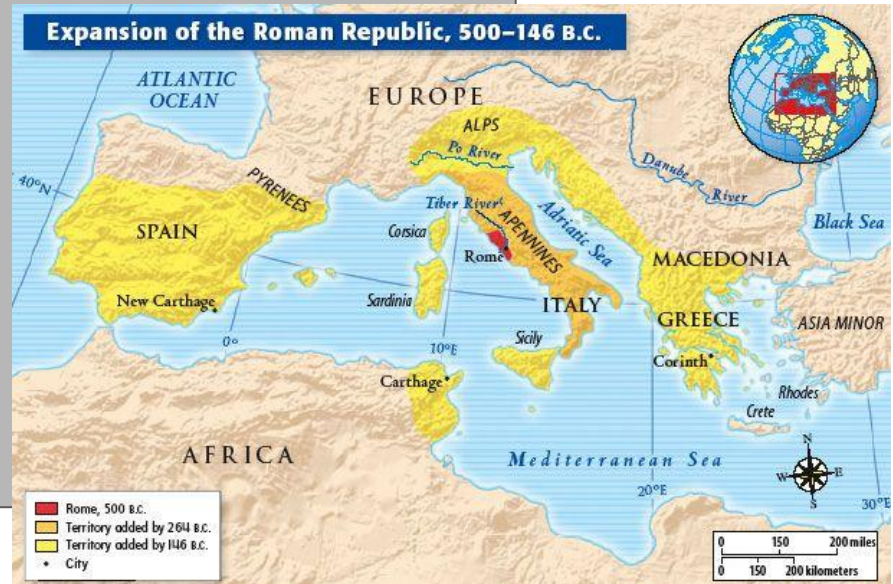 Expansion of the Roman Republic, 500–146 B.C.
ATLANTIC
OCEAN
EUROPE
ALPS
Po River
Danube
River
40°N
PYRENEES
Tiber River
APENNINES
Adriatic Sea
Black Sea
SPAIN
Corsica
Rome
MACEDONIA
New Carthage
Sardinia
ITALY
GREECE
ASIA MINOR
0°
10°E
Sicily
Corinth
Carthage
Rhodes
Crete
AFRICA
Mediterranean Sea
N
W
E
S
20°E
30°E
Rome, 500 B.C.
Territory added by 264 B.C.
Territory added by 146 B.C.
City
0 150 200 miles
0 150 200 kilometers